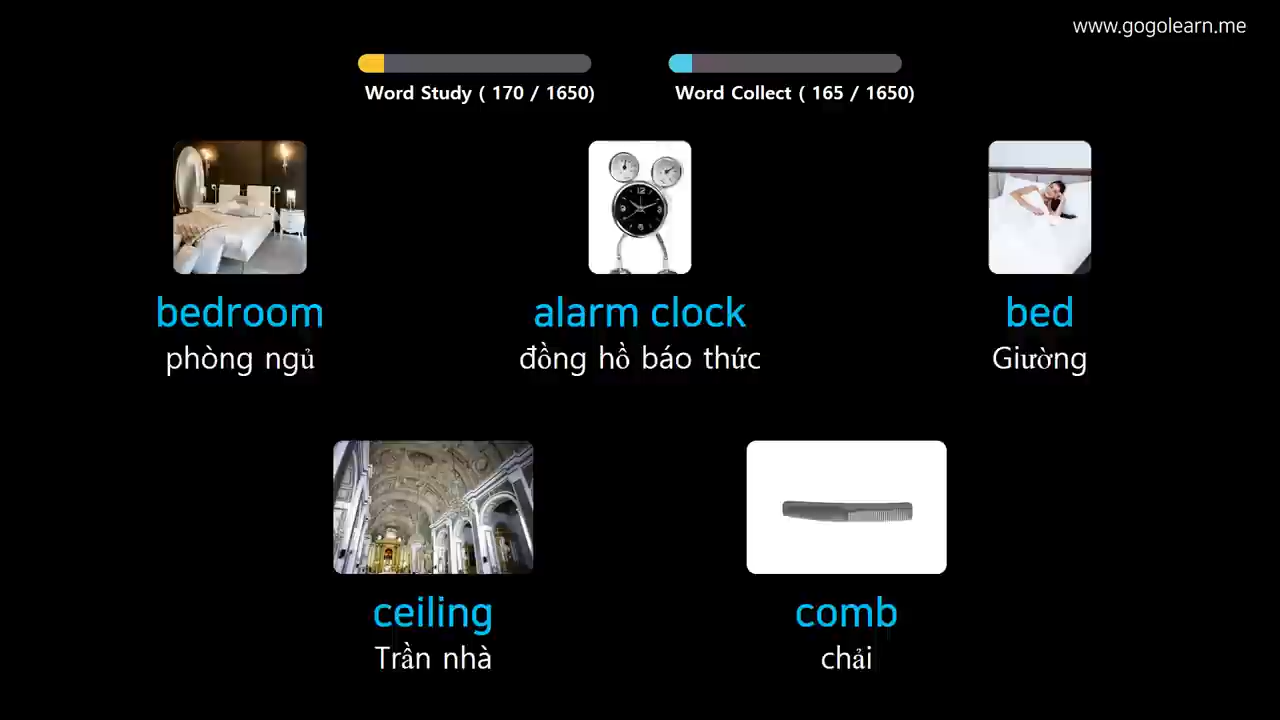 www.gogolearn.me
Word Study ( 170 / 1650)
Word Collect ( 165 / 1650)
bedroom
phòng ngủ
alarm clock
đồng hồ báo thức
bed
Giường
ceiling
Trần nhà
comb
chải